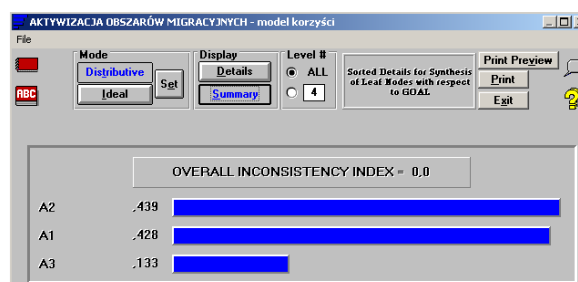 AKTYWIZACJA OBSZARÓW MIGRACYJNYCH - model korzyści
File
Mode
Distributive
Ideal
Set
Display
Details
Summary
Level #
ALL
4
Sorted Details for Synthesis
of Leaf Nodes with respect
to GOAL
Print Preview
Print
Exit
ABC
OVERALL INCONSISTENCY INDEX = 0,0
A2 ,439
A1 ,428
A3 ,133